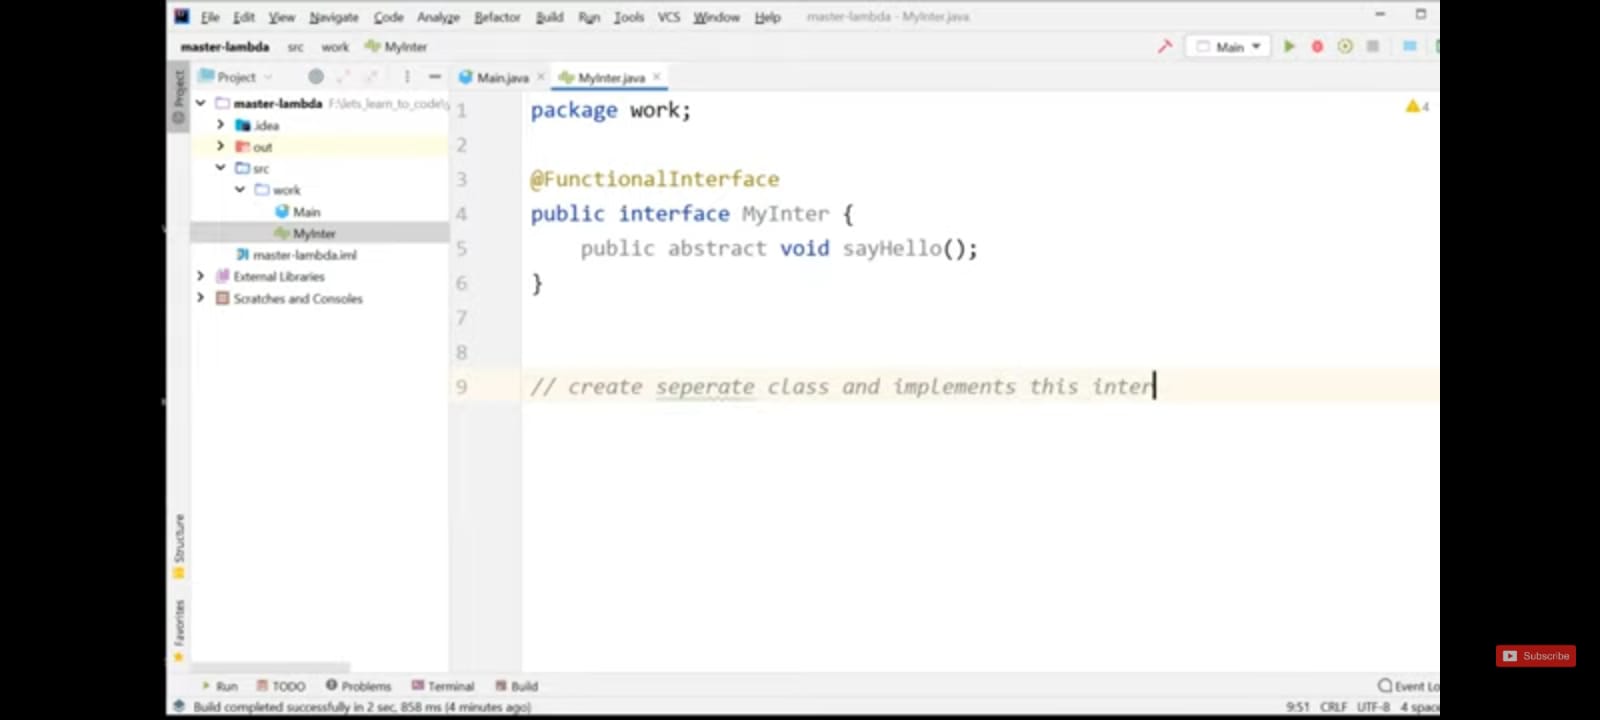 File Edit View Navigate Code Analyze Refactor Build Run Tools VCS Window Help master-lambda - MyInter.java
master-lambda src work MyInter Main
Project Main.java MyInter.java
master-lambda
.idea
out
src
work
Main
MyInter
master-lambda.iml
External Libraries
Scratches and Consoles
Project
Structure
Favorites
4
1 package work;
2
3 @FunctionalInterface
4 public interface MyInter {
5 public abstract void sayHello();
6 }
7
8
9 // create seperate class and implements this inter
Subscribe
Run TODO Problems Terminal Build Event Lo
Build completed successfully in 2 sec, 858 ms (4 minutes ago) 9:51 CRLF UTF-8 4 spac